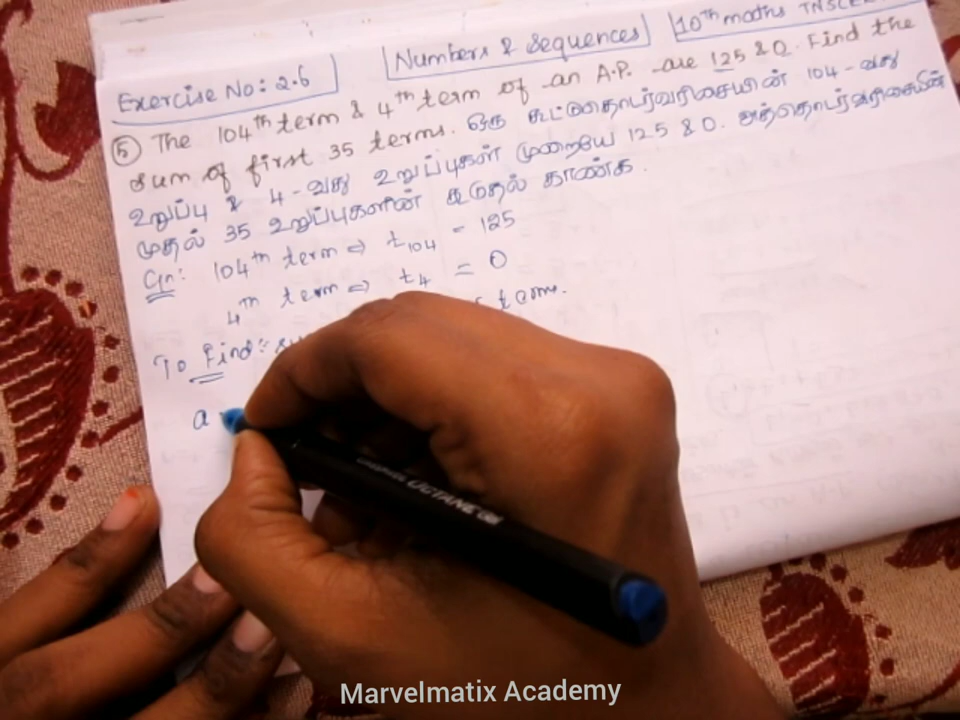 Exercise No: 2.6
Numbers & Sequences
10th maths
⑤ The 104th term & 4th term of an A.P. are 125 & 0. Find the
sum of first 35 terms. ஒரு கூட்டுதொடர்வரிசையின் 104-வது
உறுப்பு & 4-வது உறுப்புகள் முறையே 125 & 0. அத்தொடர்வரிசையின்
முதல் 35 உறுப்புகளின் கூடுதல் காண்க.
Gn: 104th term ⇒ t104 = 125
4th term ⇒ t4 = 0
To Find: terms.
a
OCTANE
Marvelmatix Academy